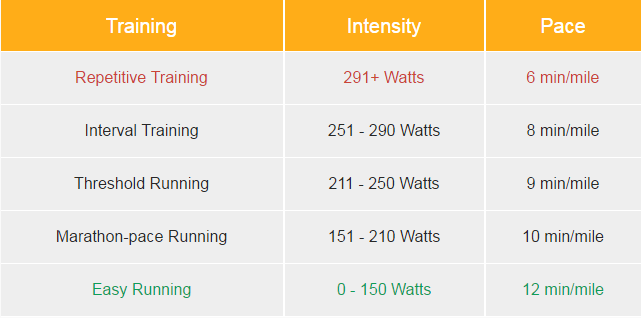 Training Intensity Pace
Repetitive Training 291+ Watts 6 min/mile
Interval Training 251 - 290 Watts 8 min/mile
Threshold Running 211 - 250 Watts 9 min/mile
Marathon-pace Running 151 - 210 Watts 10 min/mile
Easy Running 0 - 150 Watts 12 min/mile